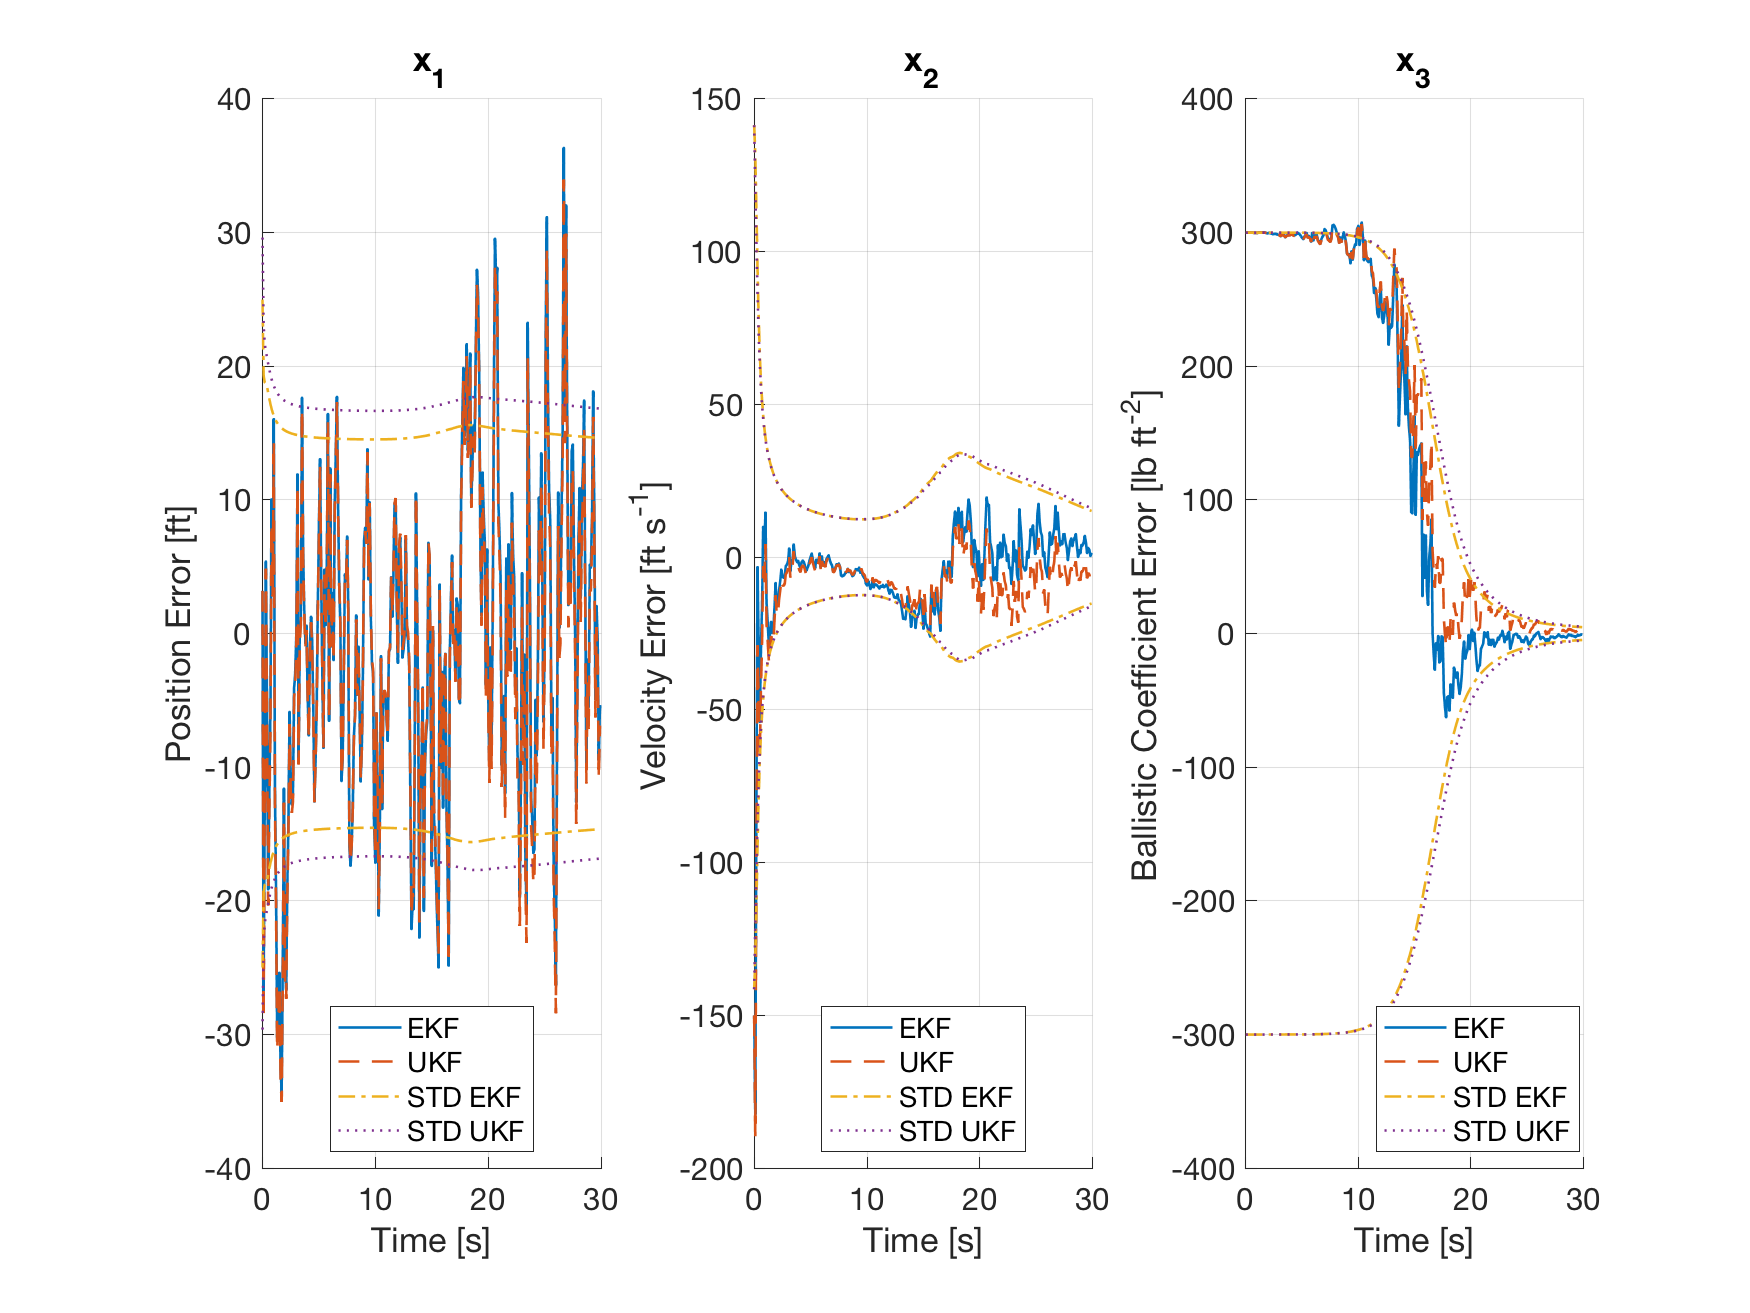 x1
40
30
20
10
0
-10
-20
-30
-40
0 10 20 30
Position Error [ft]
Time [s]
EKF
UKF
STD EKF
STD UKF
x2
150
100
50
0
-50
-100
-150
-200
0 10 20 30
Velocity Error [ft s-1]
Time [s]
EKF
UKF
STD EKF
STD UKF
x3
400
300
200
100
0
-100
-200
-300
-400
0 10 20 30
Ballistic Coefficient Error [lb ft-2]
Time [s]
EKF
UKF
STD EKF
STD UKF